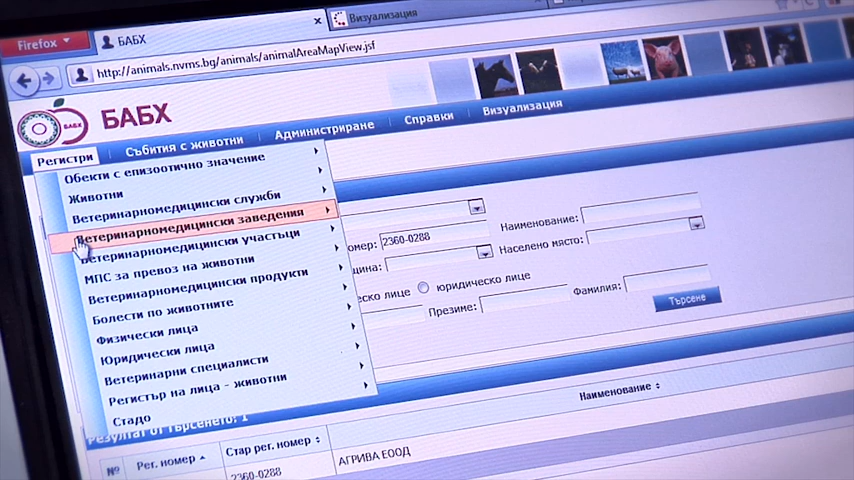 Firefox
БАБХ
Визуализация
http://animals.nvms.bg/animals/animalAreaMapView.jsf
БАБХ
БАБХ
Регистри
Събития с животни
Администриране
Справки
Визуализация
Обекти с епизоотично значение
Животни
Ветеринарномедицински служби
Ветеринарномедицински заведения
Ветеринарномедицински участъци
МПС за превоз на животни
Ветеринарномедицински продукти
Болести по животните
Физически лица
Юридически лица
Ветеринарни специалисти
Регистър на лица - животни
Стадо
2360-0288
Наименование:
Населено място:
юридическо лице
Презиме:
Фамилия:
Търсене
Резултат от търсенето: 1
№
Рег. номер
Стар рег. номер
Наименование
2360-0288
АГРИВА ЕООД